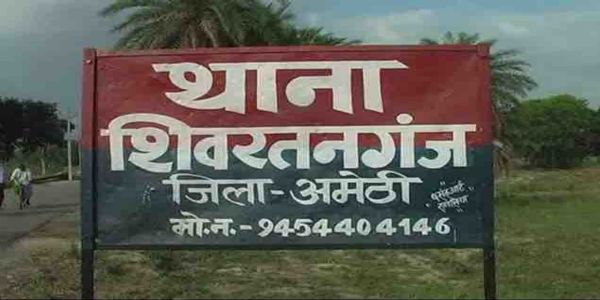 थाना
शिवरतनगंज
जिला-अमेठी
मो.न.- 9454404146